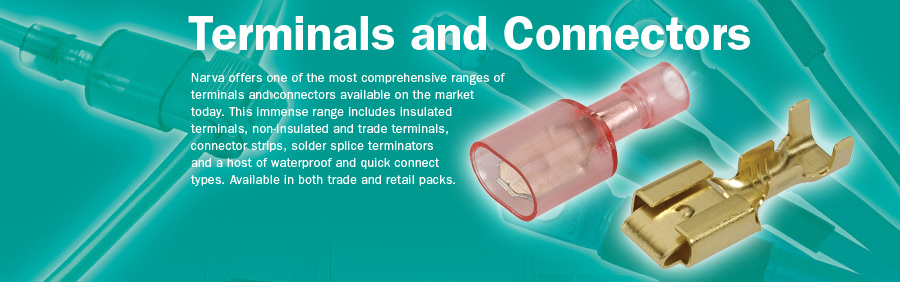 Terminals and Connectors
Narva offers one of the most comprehensive ranges of
terminals and connectors available on the market
today. This immense range includes insulated
terminals, non-insulated and trade terminals,
connector strips, solder splice terminators
and a host of waterproof and quick connect
types. Available in both trade and retail packs.